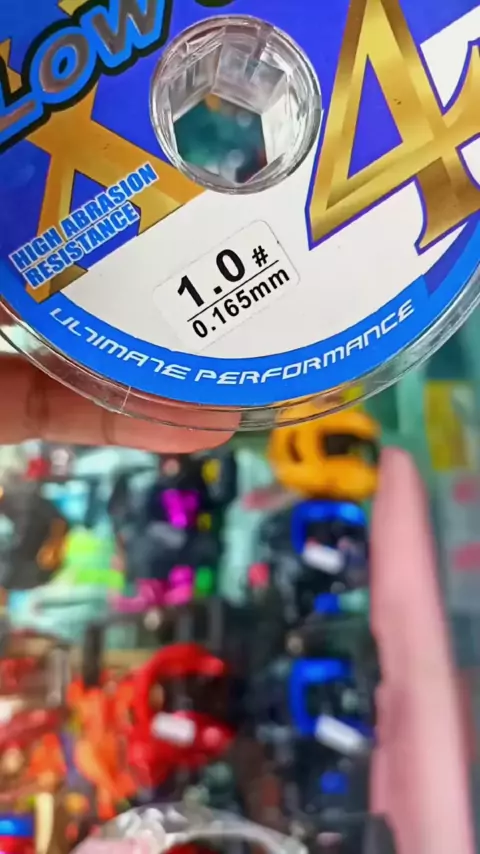 LOW
X4
HIGH ABRASION
RESISTANCE
1.0#
0.165mm
ULTIMATE PERFORMANCE